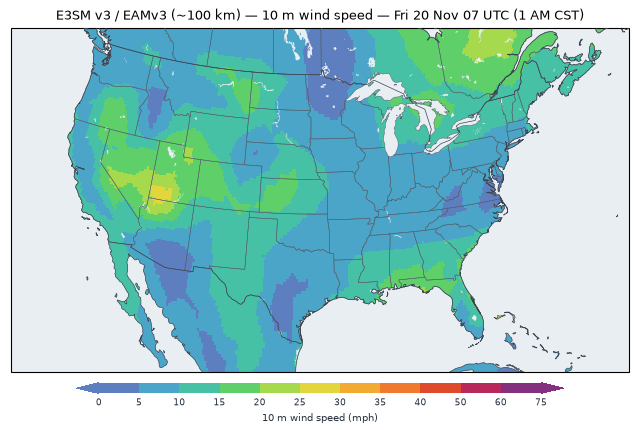 E3SM v3 / EAMv3 (~100 km) — 10 m wind speed — Fri 20 Nov 07 UTC (1 AM CST)
0 5 10 15 20 25 30 35 40 50 60 75
10 m wind speed (mph)